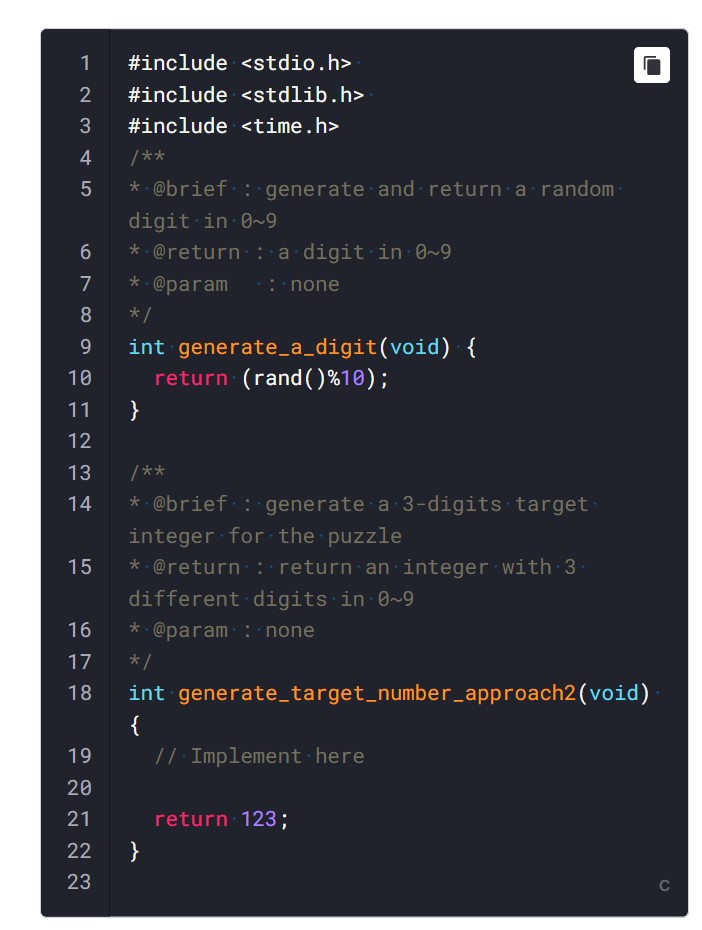 1 #include <stdio.h>
2 #include <stdlib.h>
3 #include <time.h>
4 /**
5 * @brief : generate and return a random
digit in 0~9
6 * @return : a digit in 0~9
7 * @param  : none
8 */
9 int generate_a_digit(void) {
10   return (rand()%10);
11 }
12
13 /**
14 * @brief : generate a 3-digits target
integer for the puzzle
15 * @return : return an integer with 3
different digits in 0~9
16 * @param : none
17 */
18 int generate_target_number_approach2(void)
{
19   // Implement here
20
21   return 123;
22 }
23
C